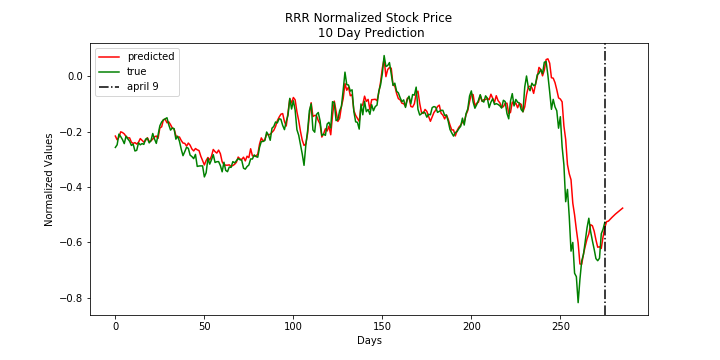 RRR Normalized Stock Price
10 Day Prediction
predicted
true
april 9
Normalized Values
0.0
−0.2
−0.4
−0.6
−0.8
0 50 100 150 200 250
Days